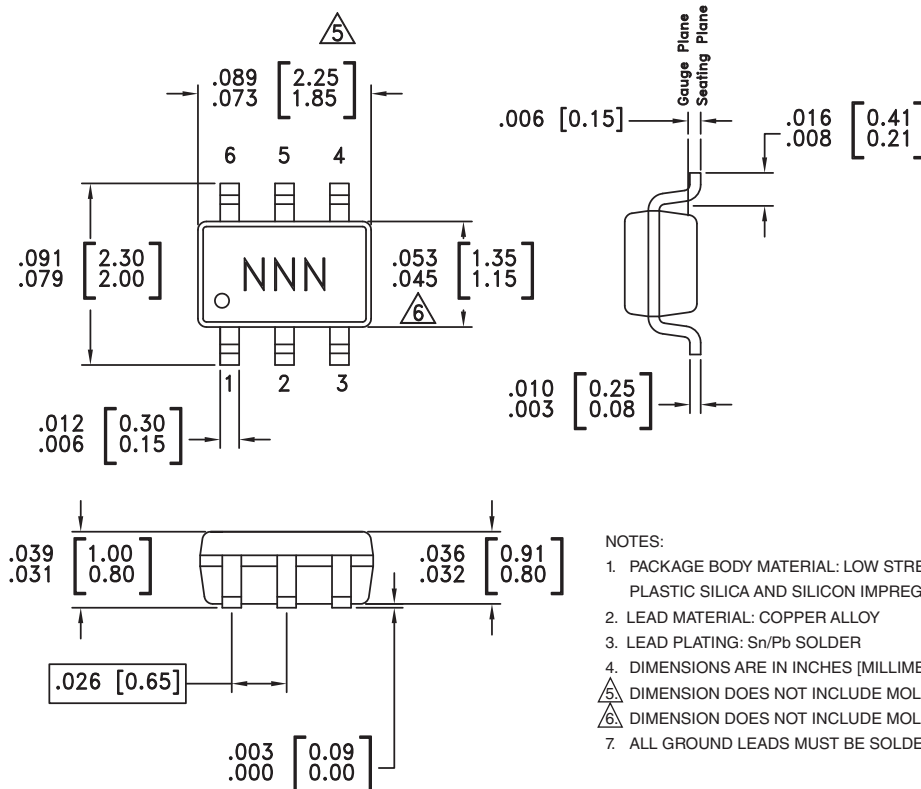 5
.089 [2.25]
.073 [1.85]
6 5 4
.091 [2.30]
.079 [2.00]
NNN
.053 [1.35]
.045 [1.15]
6
1 2 3
.012 [0.30]
.006 [0.15]
Gauge Plane
Seating Plane
.006 [0.15]
.016 [0.41]
.008 [0.21]
.010 [0.25]
.003 [0.08]
.039 [1.00]
.031 [0.80]
.036 [0.91]
.032 [0.80]
.026 [0.65]
.003 [0.09]
.000 [0.00]
NOTES:
1. PACKAGE BODY MATERIAL: LOW
PLASTIC SILICA AND SILICON
2. LEAD MATERIAL: COPPER ALLOY
3. LEAD PLATING: Sn/Pb SOLDER
4. DIMENSIONS ARE IN INCHES
5. DIMENSION DOES NOT INCLUDE
6. DIMENSION DOES NOT INCLUDE
7. ALL GROUND LEADS MUST BE